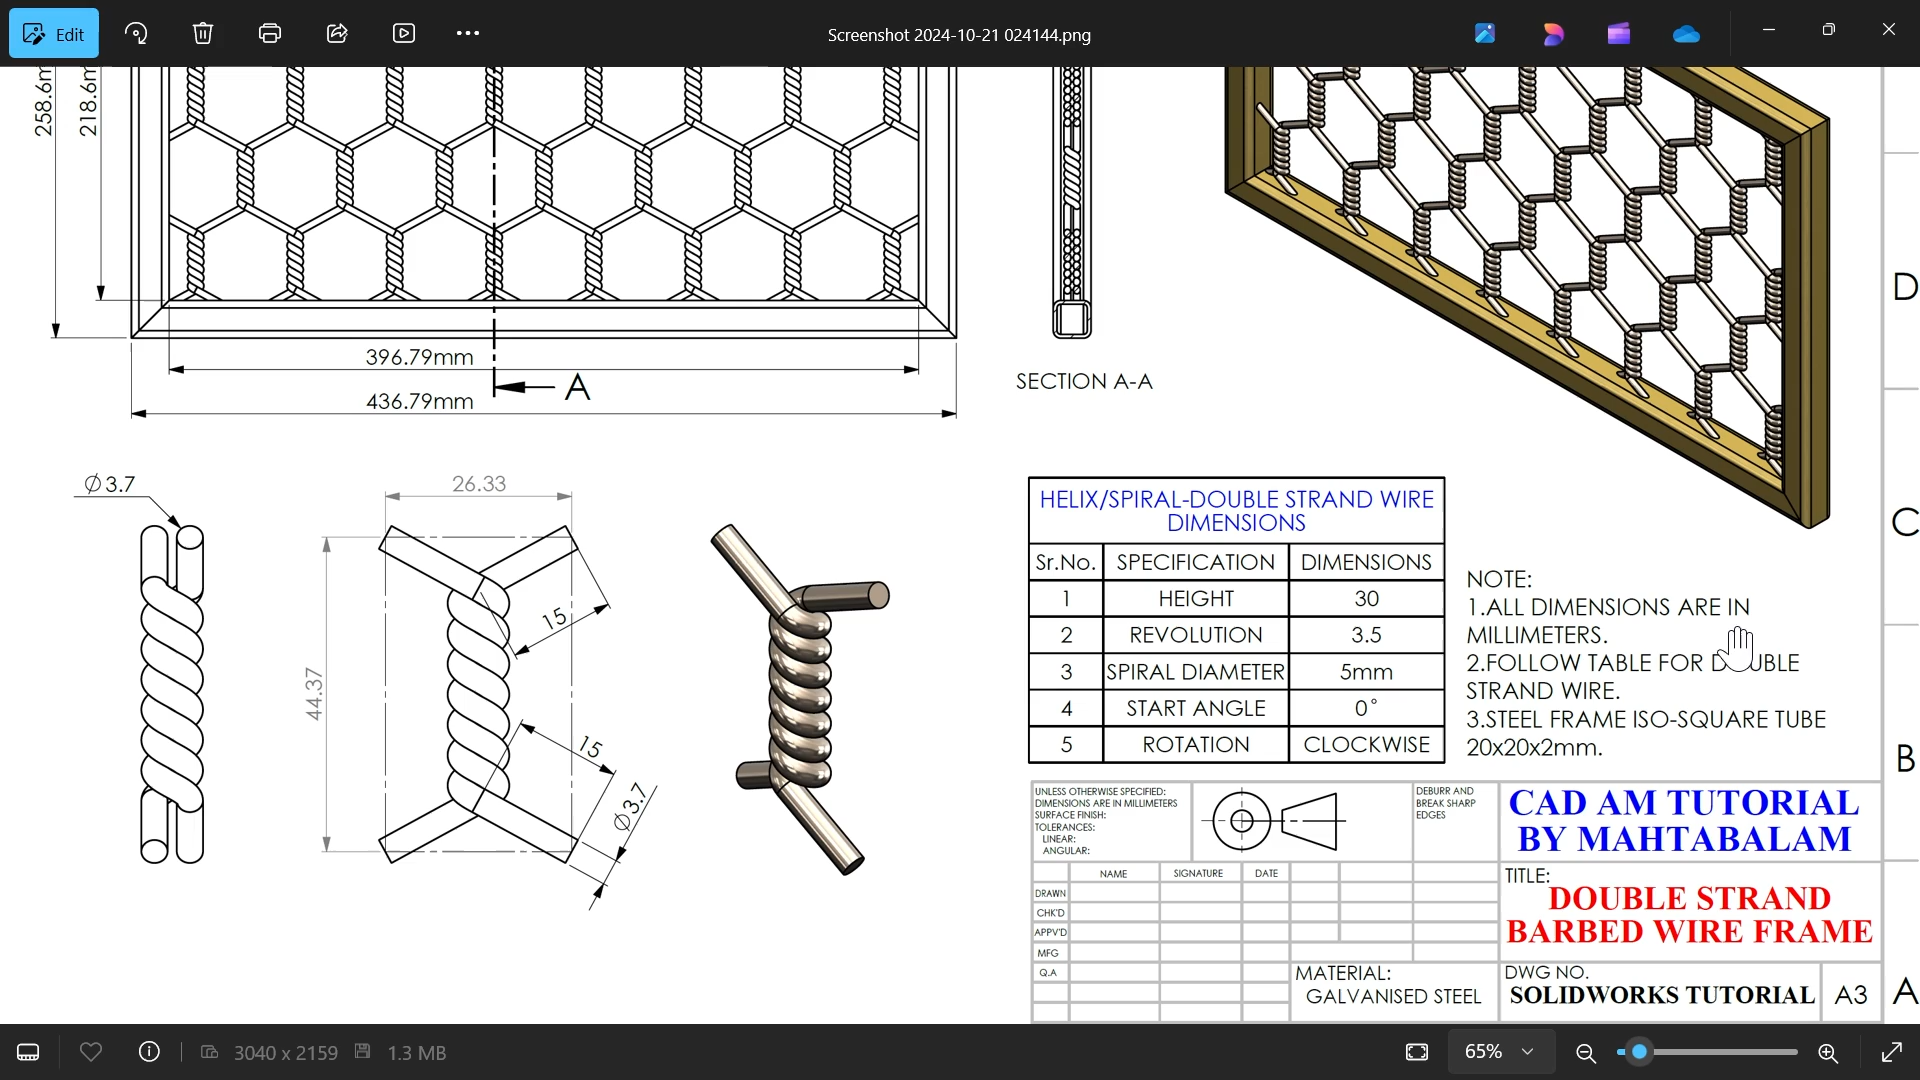 Edit
Screenshot 2024-10-21 024144.png
258.6m
218.6m
396.79mm
A
436.79mm
SECTION A-A
D
C
B
A
∅3.7
26.33
44.37
15
15
∅3.7
HELIX/SPIRAL-DOUBLE STRAND WIRE
DIMENSIONS
Sr.No. SPECIFICATION DIMENSIONS
1 HEIGHT 30
2 REVOLUTION 3.5
3 SPIRAL DIAMETER 5mm
4 START ANGLE 0°
5 ROTATION CLOCKWISE
NOTE:
1.ALL DIMENSIONS ARE IN
MILLIMETERS.
2.FOLLOW TABLE FOR
STRAND WIRE.
3.STEEL FRAME ISO-SQUARE TUBE
20x20x2mm.
UNLESS OTHERWISE SPECIFIED:
DIMENSIONS ARE IN MILLIMETERS
SURFACE FINISH:
TOLERANCES:
LINEAR:
ANGULAR:
DEBURR AND
BREAK SHARP
EDGES
CAD AM TUTORIAL
BY MAHTABALAM
NAME SIGNATURE DATE
DRAWN
CHK'D
APPV'D
MFG
Q.A
TITLE:
DOUBLE STRAND
BARBED WIRE FRAME
MATERIAL:
GALVANISED STEEL
DWG NO.
SOLIDWORKS TUTORIAL
A3
3040 x 2159
1.3 MB
65%